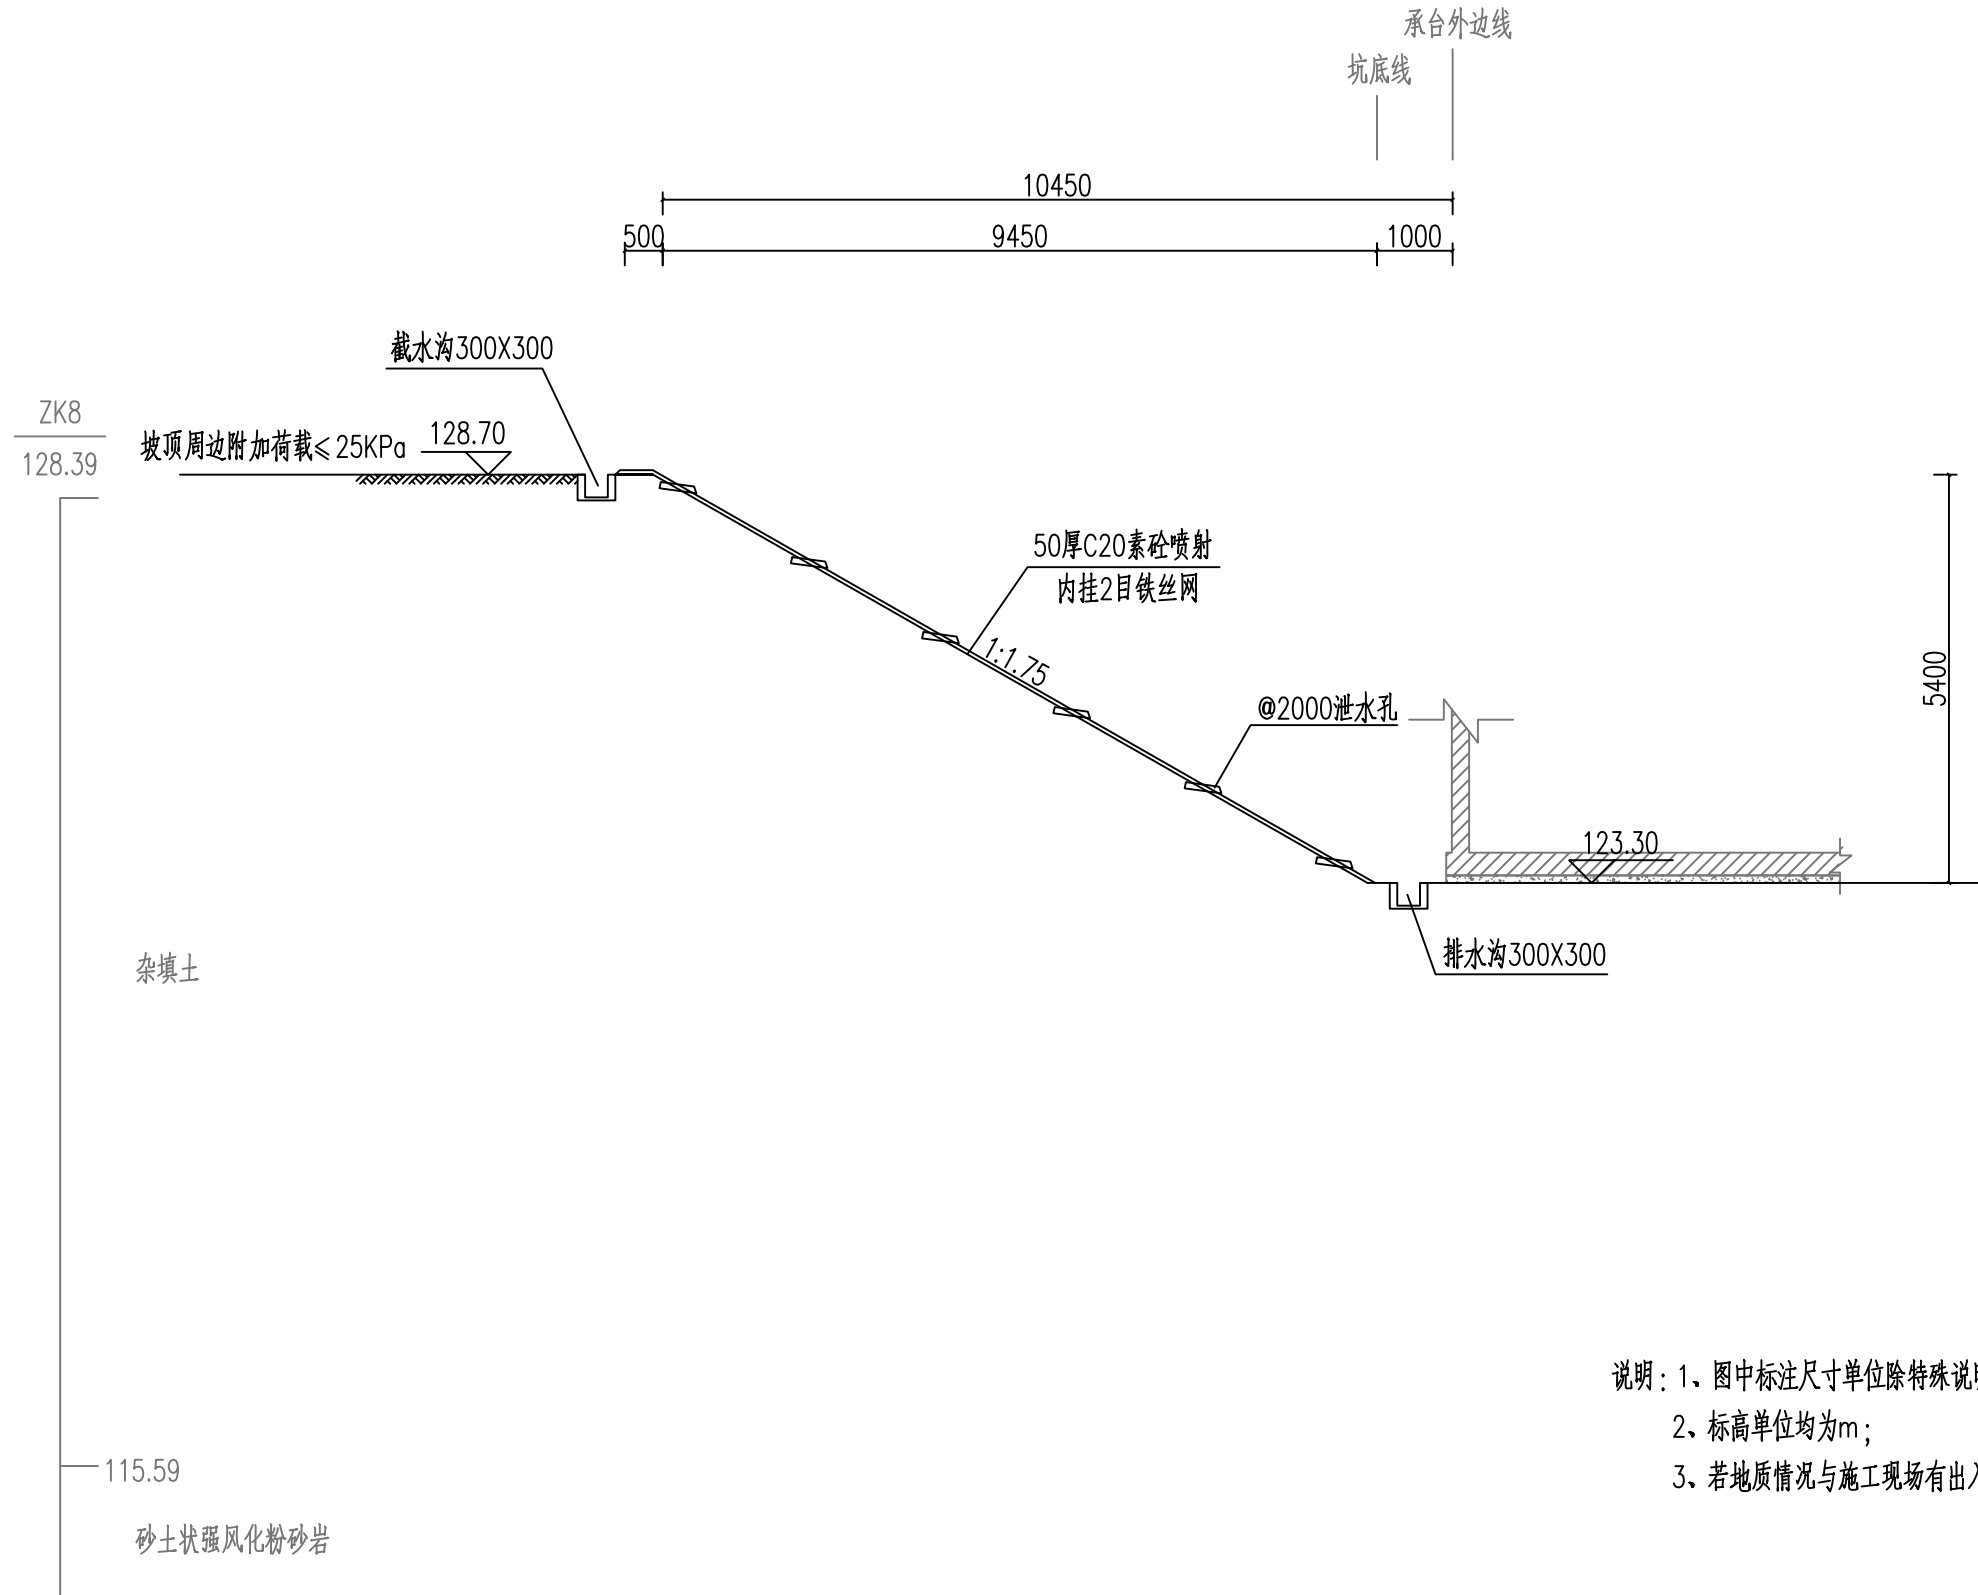 承台外边线
坑底线
10450
500
9450
1000
截水沟300X300
ZK8
128.39
坡顶周边附加荷载≤25KPa
128.70
50厚C20素砼喷射
内挂2目铁丝网
1:1.75
@2000泄水孔
5400
123.30
排水沟300X300
杂填土
说明：1、图中标注尺寸单位除特殊说
2、标高单位均为m；
3、若地质情况与施工现场有出
115.59
砂土状强风化粉砂岩